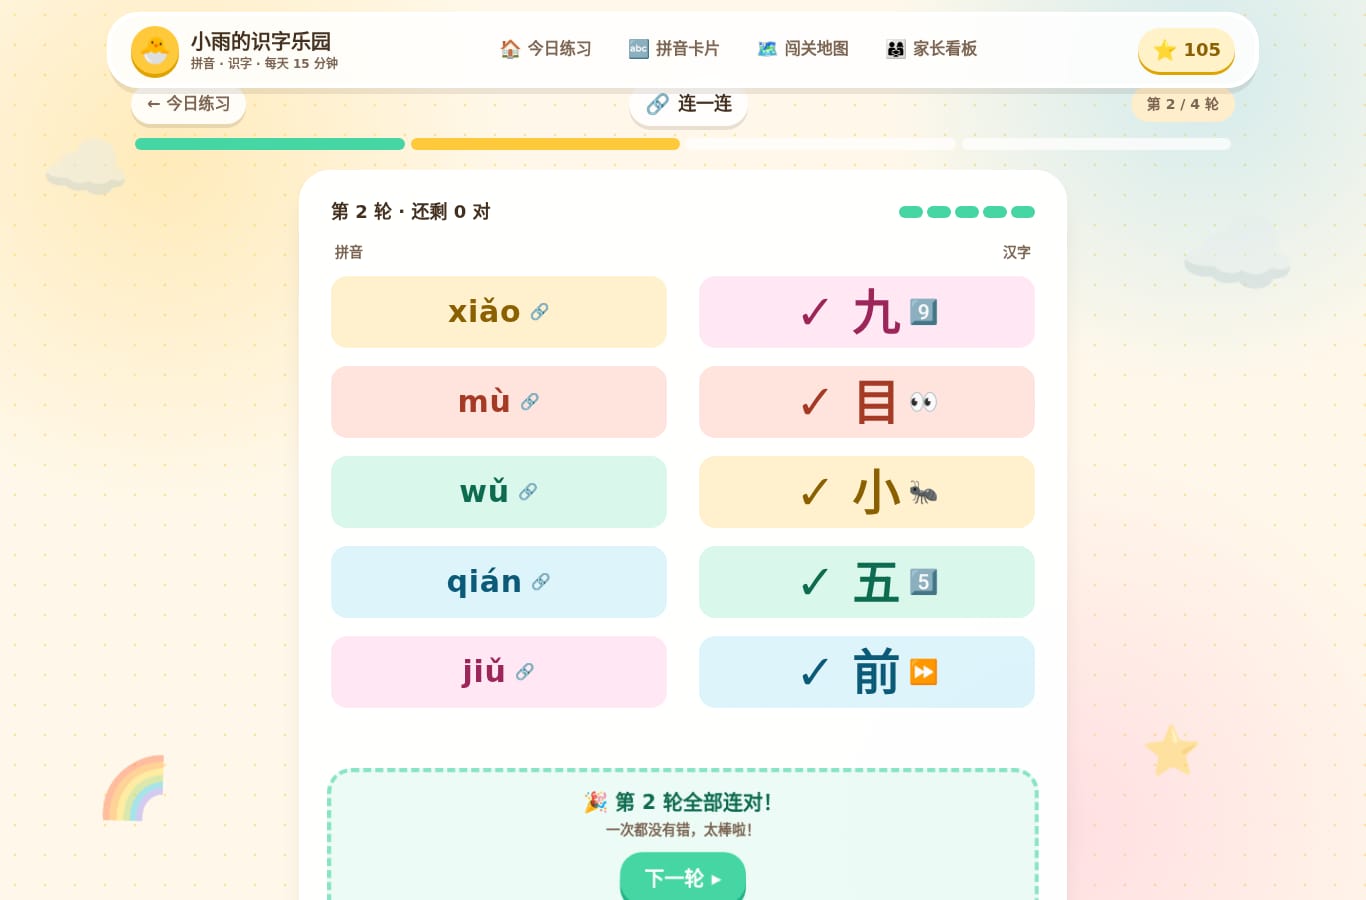 小雨的识字乐园
拼音 · 识字 · 每天 15 分钟
今日练习
拼音卡片
闯关地图
家长看板
105
← 今日练习
连一连
第 2 / 4 轮
第 2 轮 · 还剩 0 对
拼音
汉字
xiǎo
✓ 九 9
mù
✓ 目
wǔ
✓ 小
qián
✓ 五 5
jiǔ
✓ 前
第 2 轮全部连对！
一次都没有错，太棒啦！
下一轮 ▸